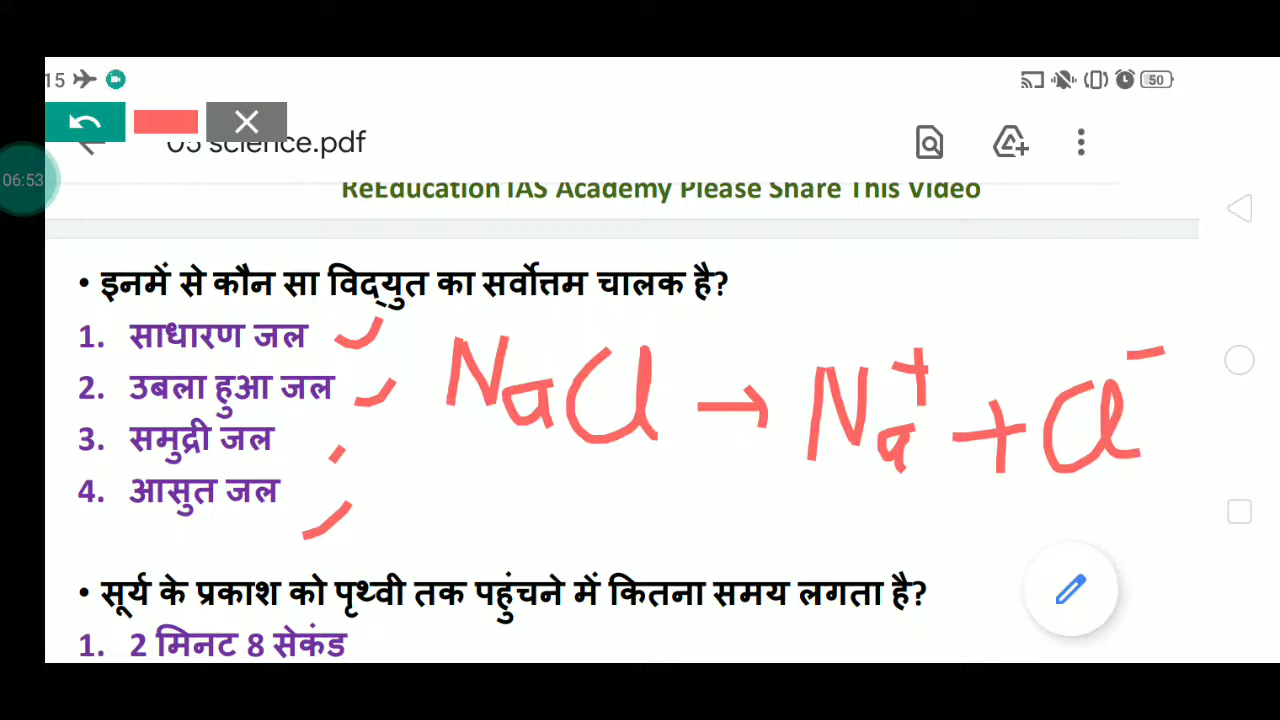 15 50
05 science.pdf
06:53
ReEducation IAS Academy Please Share This Video
• इनमें से कौन सा विद्युत का सर्वोत्तम चालक है?
1. साधारण जल
2. उबला हुआ जल
3. समुद्री जल
4. आसुत जल
NaCl → Na⁺ + Cl⁻
• सूर्य के प्रकाश को पृथ्वी तक पहुंचने में कितना समय लगता है?
1. 2 मिनट 8 सेकंड